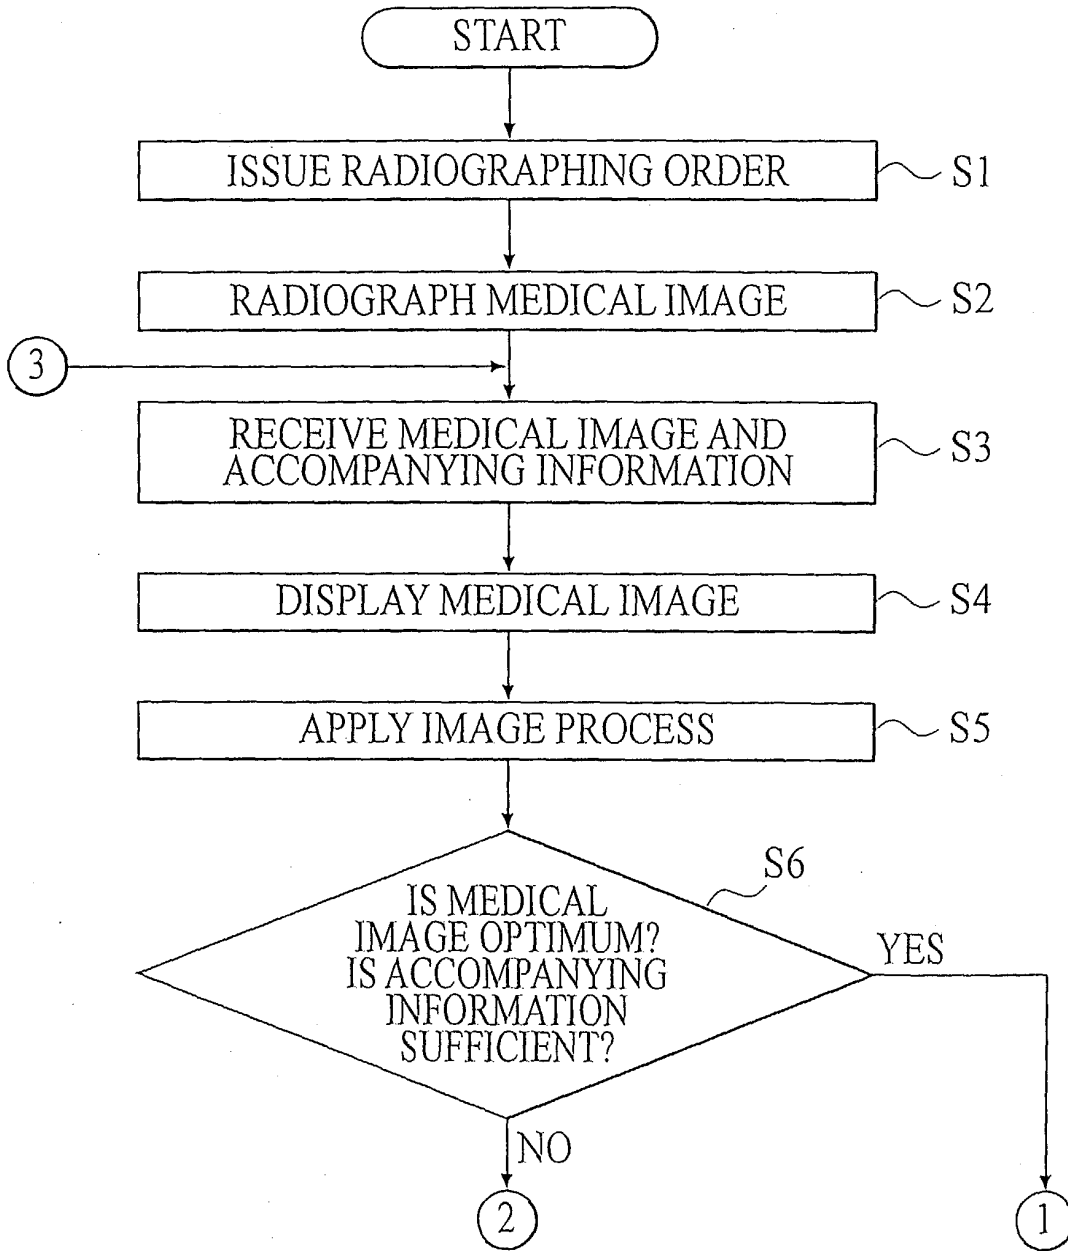 START
ISSUE RADIOGRAPHING ORDER
S1
RADIOGRAPH MEDICAL IMAGE
S2
3
RECEIVE MEDICAL IMAGE AND
ACCOMPANYING INFORMATION
S3
DISPLAY MEDICAL IMAGE
S4
APPLY IMAGE PROCESS
S5
S6
IS MEDICAL
IMAGE OPTIMUM?
IS ACCOMPANYING
INFORMATION
SUFFICIENT?
YES
NO
2
1